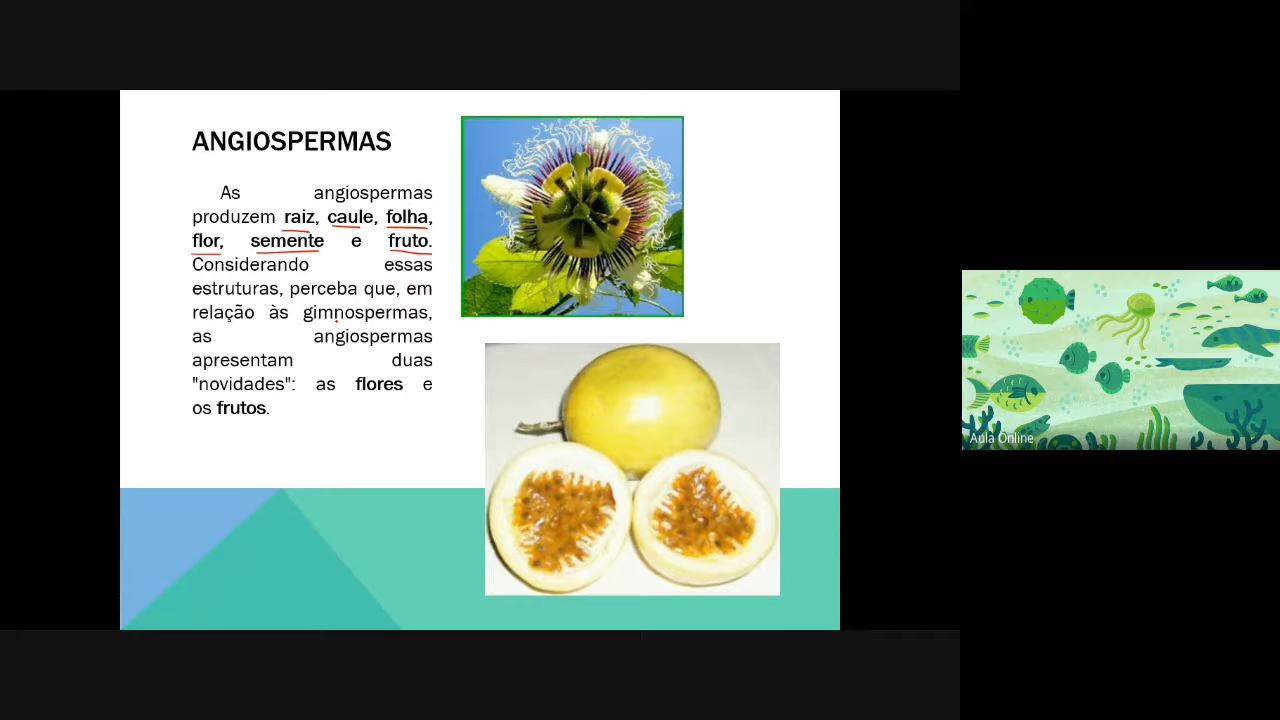 ANGIOSPERMAS
As angiospermas
produzem raiz, caule, folha,
flor, semente e fruto.
Considerando essas
estruturas, perceba que, em
relação às gimnospermas,
as angiospermas
apresentam duas
"novidades": as flores e
os frutos.
Aula Online